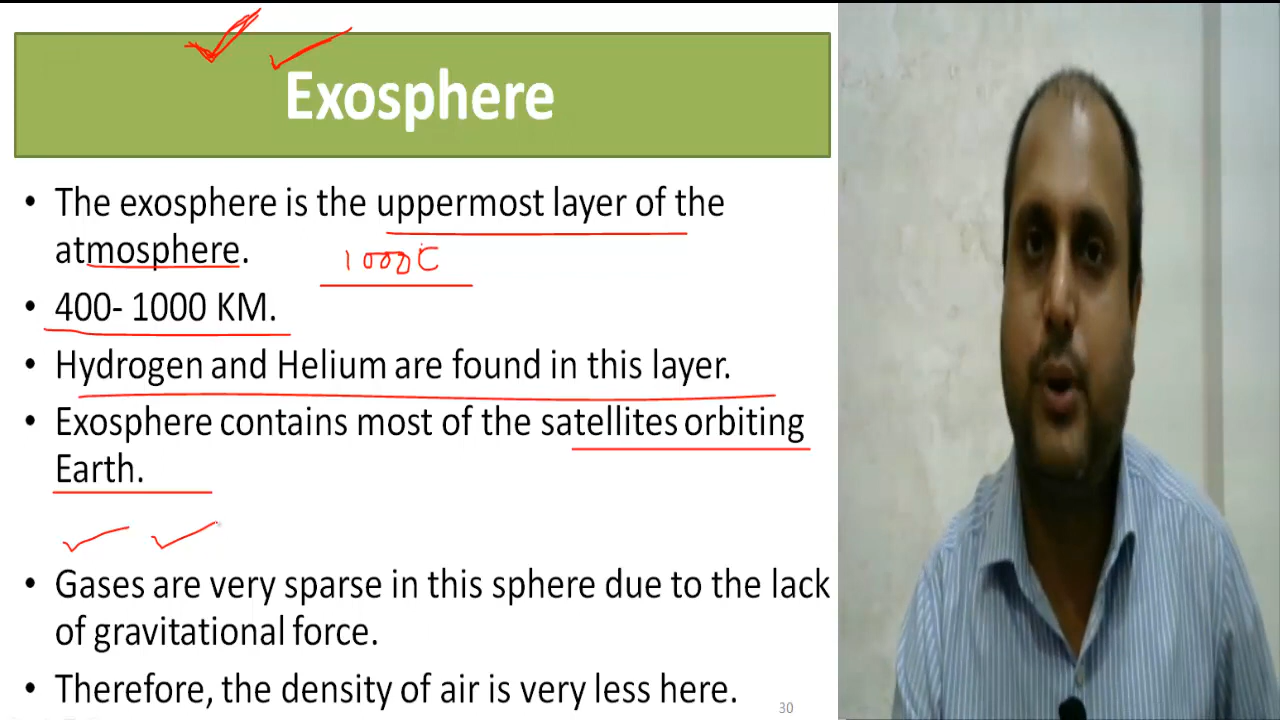 Exosphere
• The exosphere is the uppermost layer of the
atmosphere.
1000C
• 400- 1000 KM.
• Hydrogen and Helium are found in this layer.
• Exosphere contains most of the satellites orbiting
Earth.
• Gases are very sparse in this sphere due to the lack
of gravitational force.
• Therefore, the density of air is very less here.
30